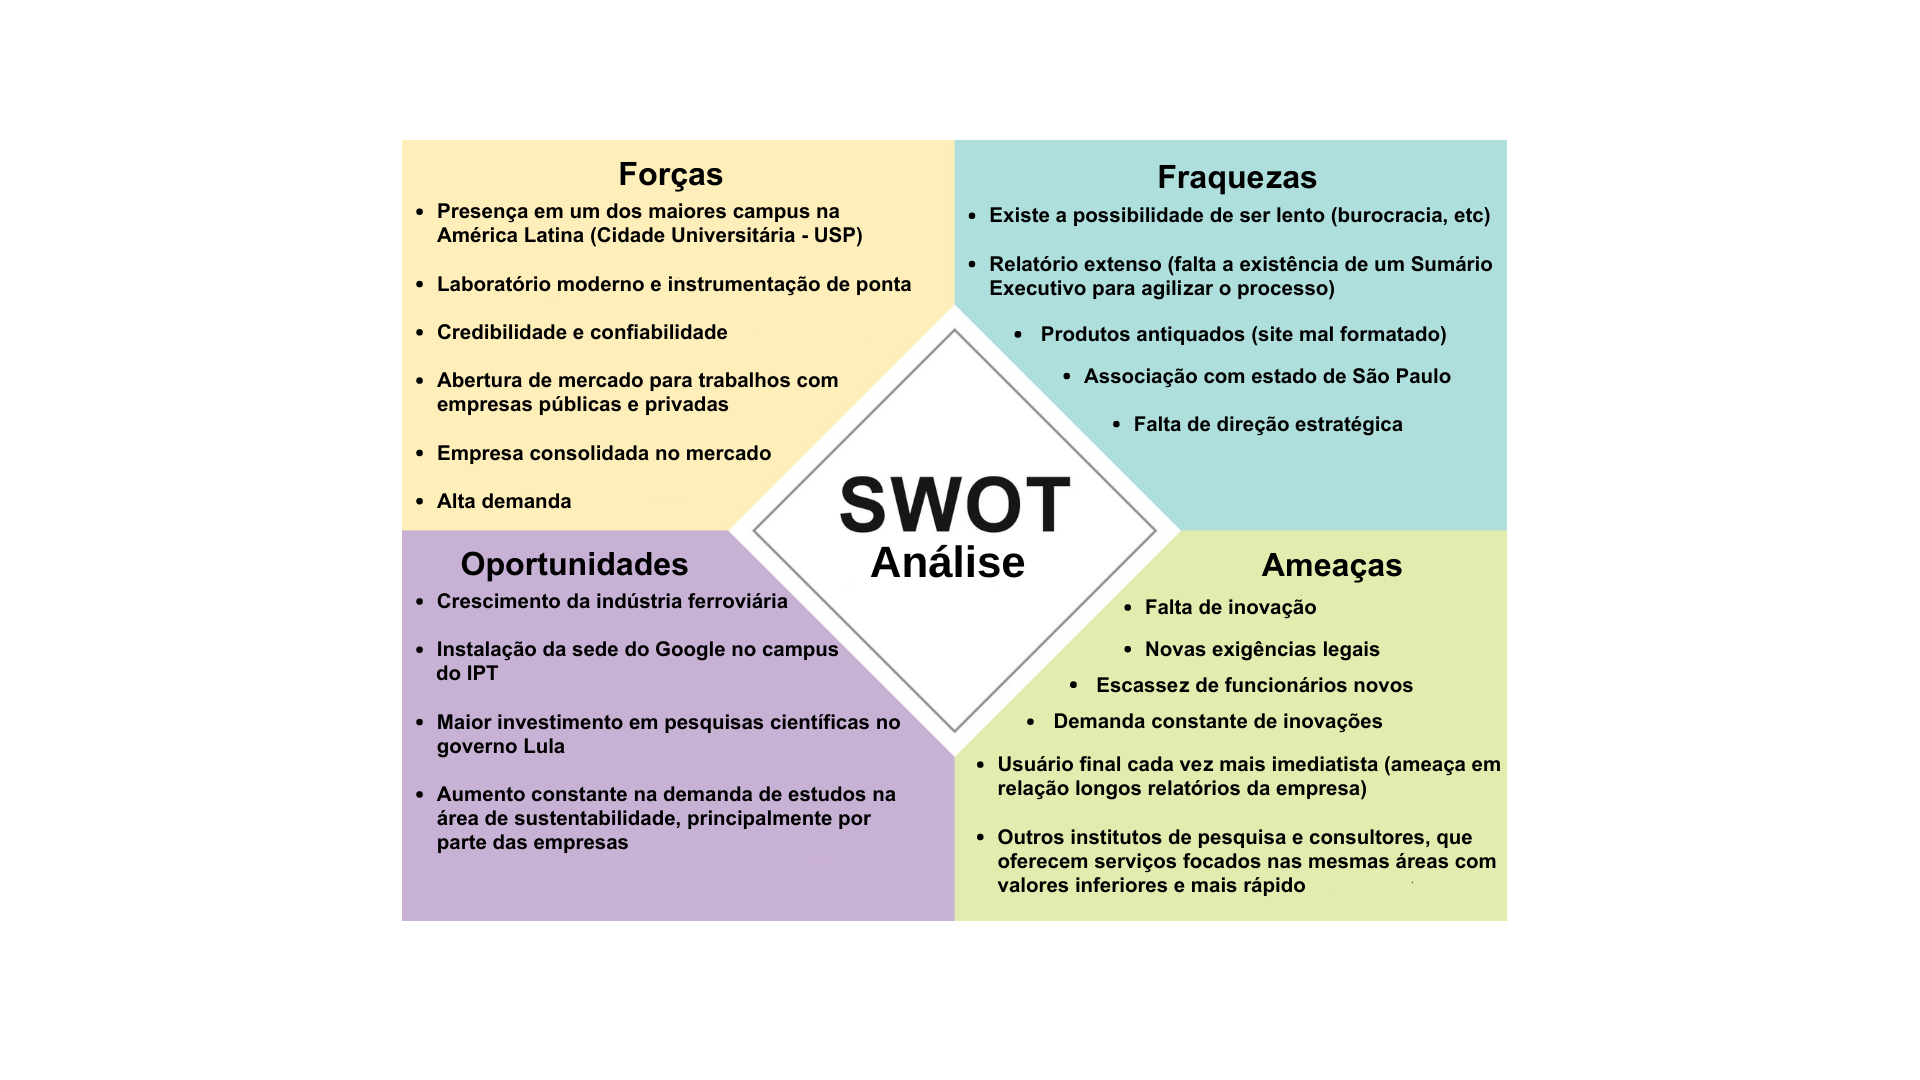 Forças
• Presença em um dos maiores campus na
América Latina (Cidade Universitária - USP)
• Laboratório moderno e instrumentação de ponta
• Credibilidade e confiabilidade
• Abertura de mercado para trabalhos com
empresas públicas e privadas
• Empresa consolidada no mercado
• Alta demanda
Fraquezas
• Existe a possibilidade de ser lento (burocracia, etc)
• Relatório extenso (falta a existência de um Sumário
Executivo para agilizar o processo)
• Produtos antiquados (site mal formatado)
• Associação com estado de São Paulo
• Falta de direção estratégica
SWOT
Análise
Oportunidades
• Crescimento da indústria ferroviária
• Instalação da sede do Google no campus
do IPT
• Maior investimento em pesquisas científicas no
governo Lula
• Aumento constante na demanda de estudos na
área de sustentabilidade, principalmente por
parte das empresas
Ameaças
• Falta de inovação
• Novas exigências legais
• Escassez de funcionários novos
• Demanda constante de inovações
• Usuário final cada vez mais imediatista (ameaça em
relação longos relatórios da empresa)
• Outros institutos de pesquisa e consultores, que
oferecem serviços focados nas mesmas áreas com
valores inferiores e mais rápido